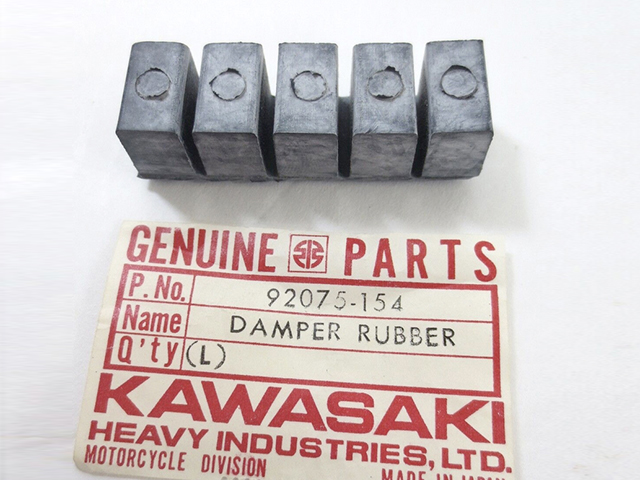 GENUINE PARTS
P. No. 92075-154
Name DAMPER RUBBER
Q'ty (L)
KAWASAKI
HEAVY INDUSTRIES, LTD.
MOTORCYCLE DIVISION MADE IN JAPAN